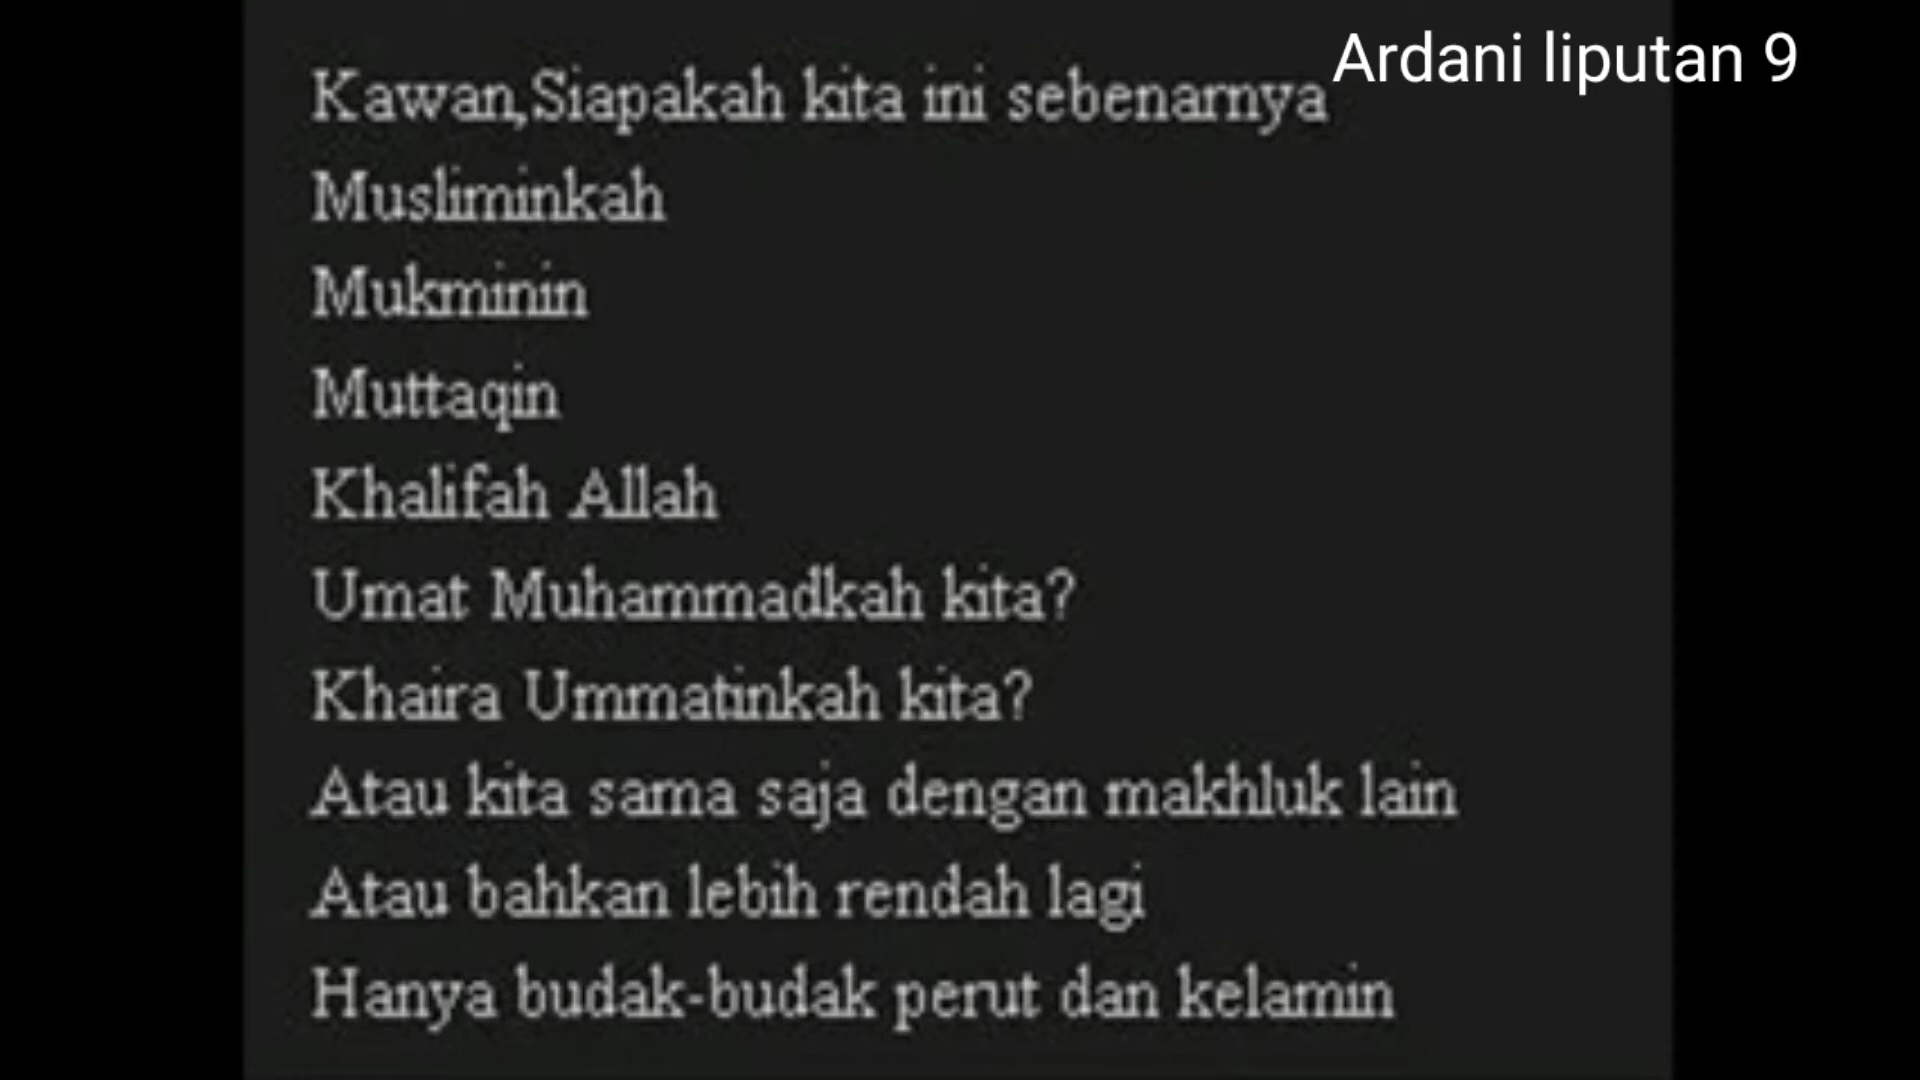 Ardani liputan 9
Kawan,Siapakah kita ini sebenarnya
Musliminkah
Mukminin
Muttaqin
Khalifah Allah
Umat Muhammadkah kita?
Khaira Ummatinkah kita?
Atau kita sama saja dengan makhluk lain
Atau bahkan lebih rendah lagi
Hanya budak-budak perut dan kelamin